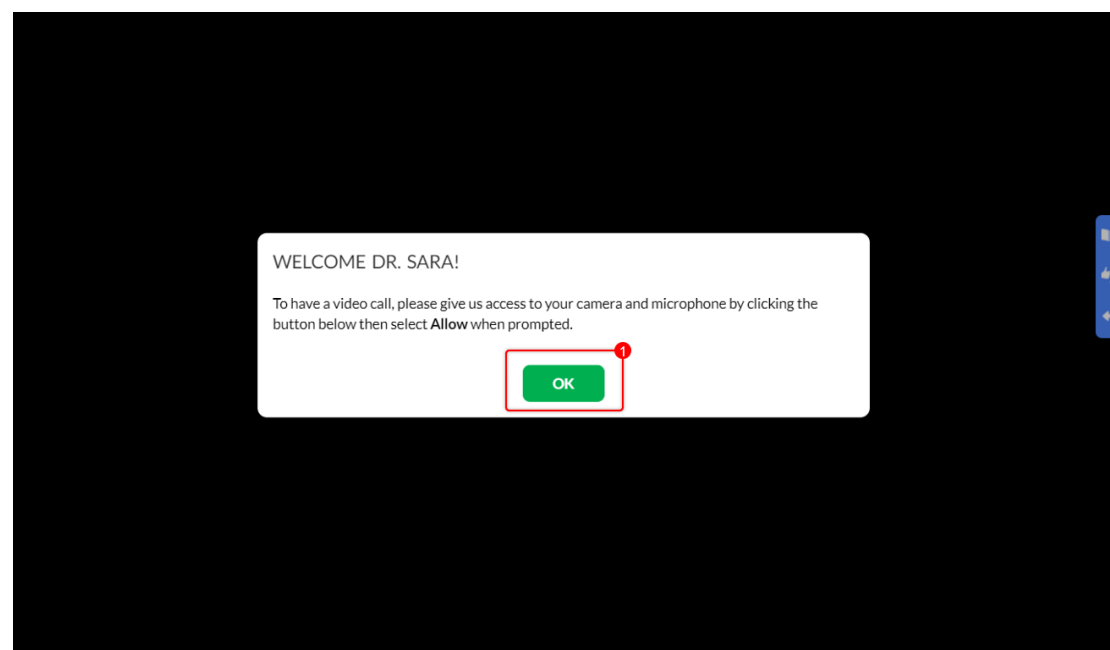 WELCOME DR. SARA!
To have a video call, please give us access to your camera and microphone by clicking the
button below then select Allow when prompted.
1
OK